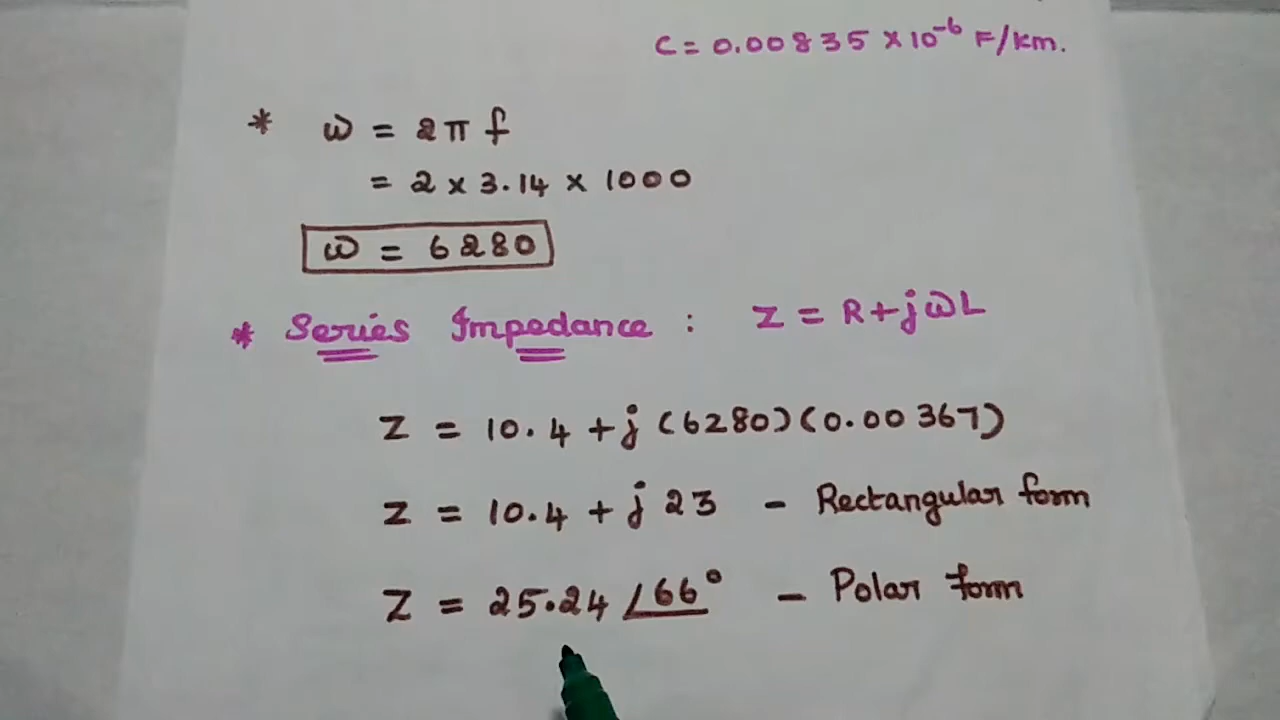 C = 0.00835 × 10⁻⁶ F/km.
* ω = 2π f
= 2 × 3.14 × 1000
ω = 6280
* Series Impedance : Z = R + jωL
Z = 10.4 + j (6280)(0.00367)
Z = 10.4 + j 23 - Rectangular form
Z = 25.24 ∠66° - Polar form